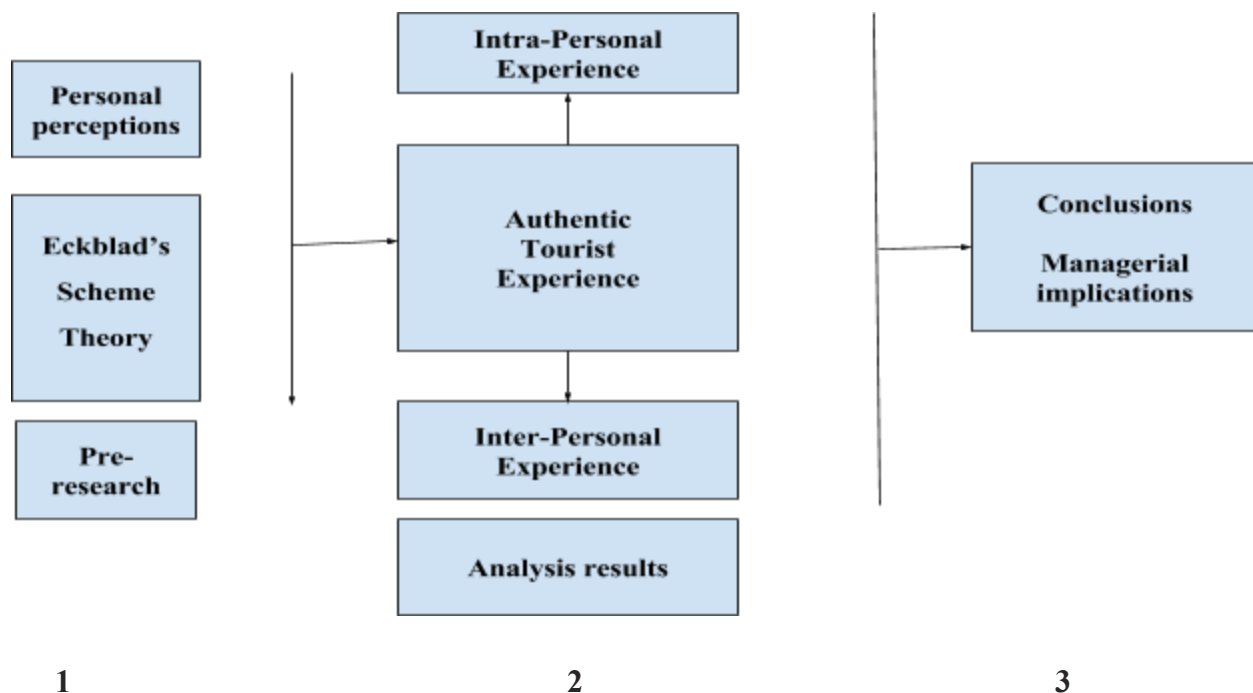 Personal
perceptions
Eckblad's
Scheme
Theory
Pre-
research
Intra-Personal
Experience
Authentic
Tourist
Experience
Inter-Personal
Experience
Analysis results
Conclusions
Managerial
implications
1
2
3